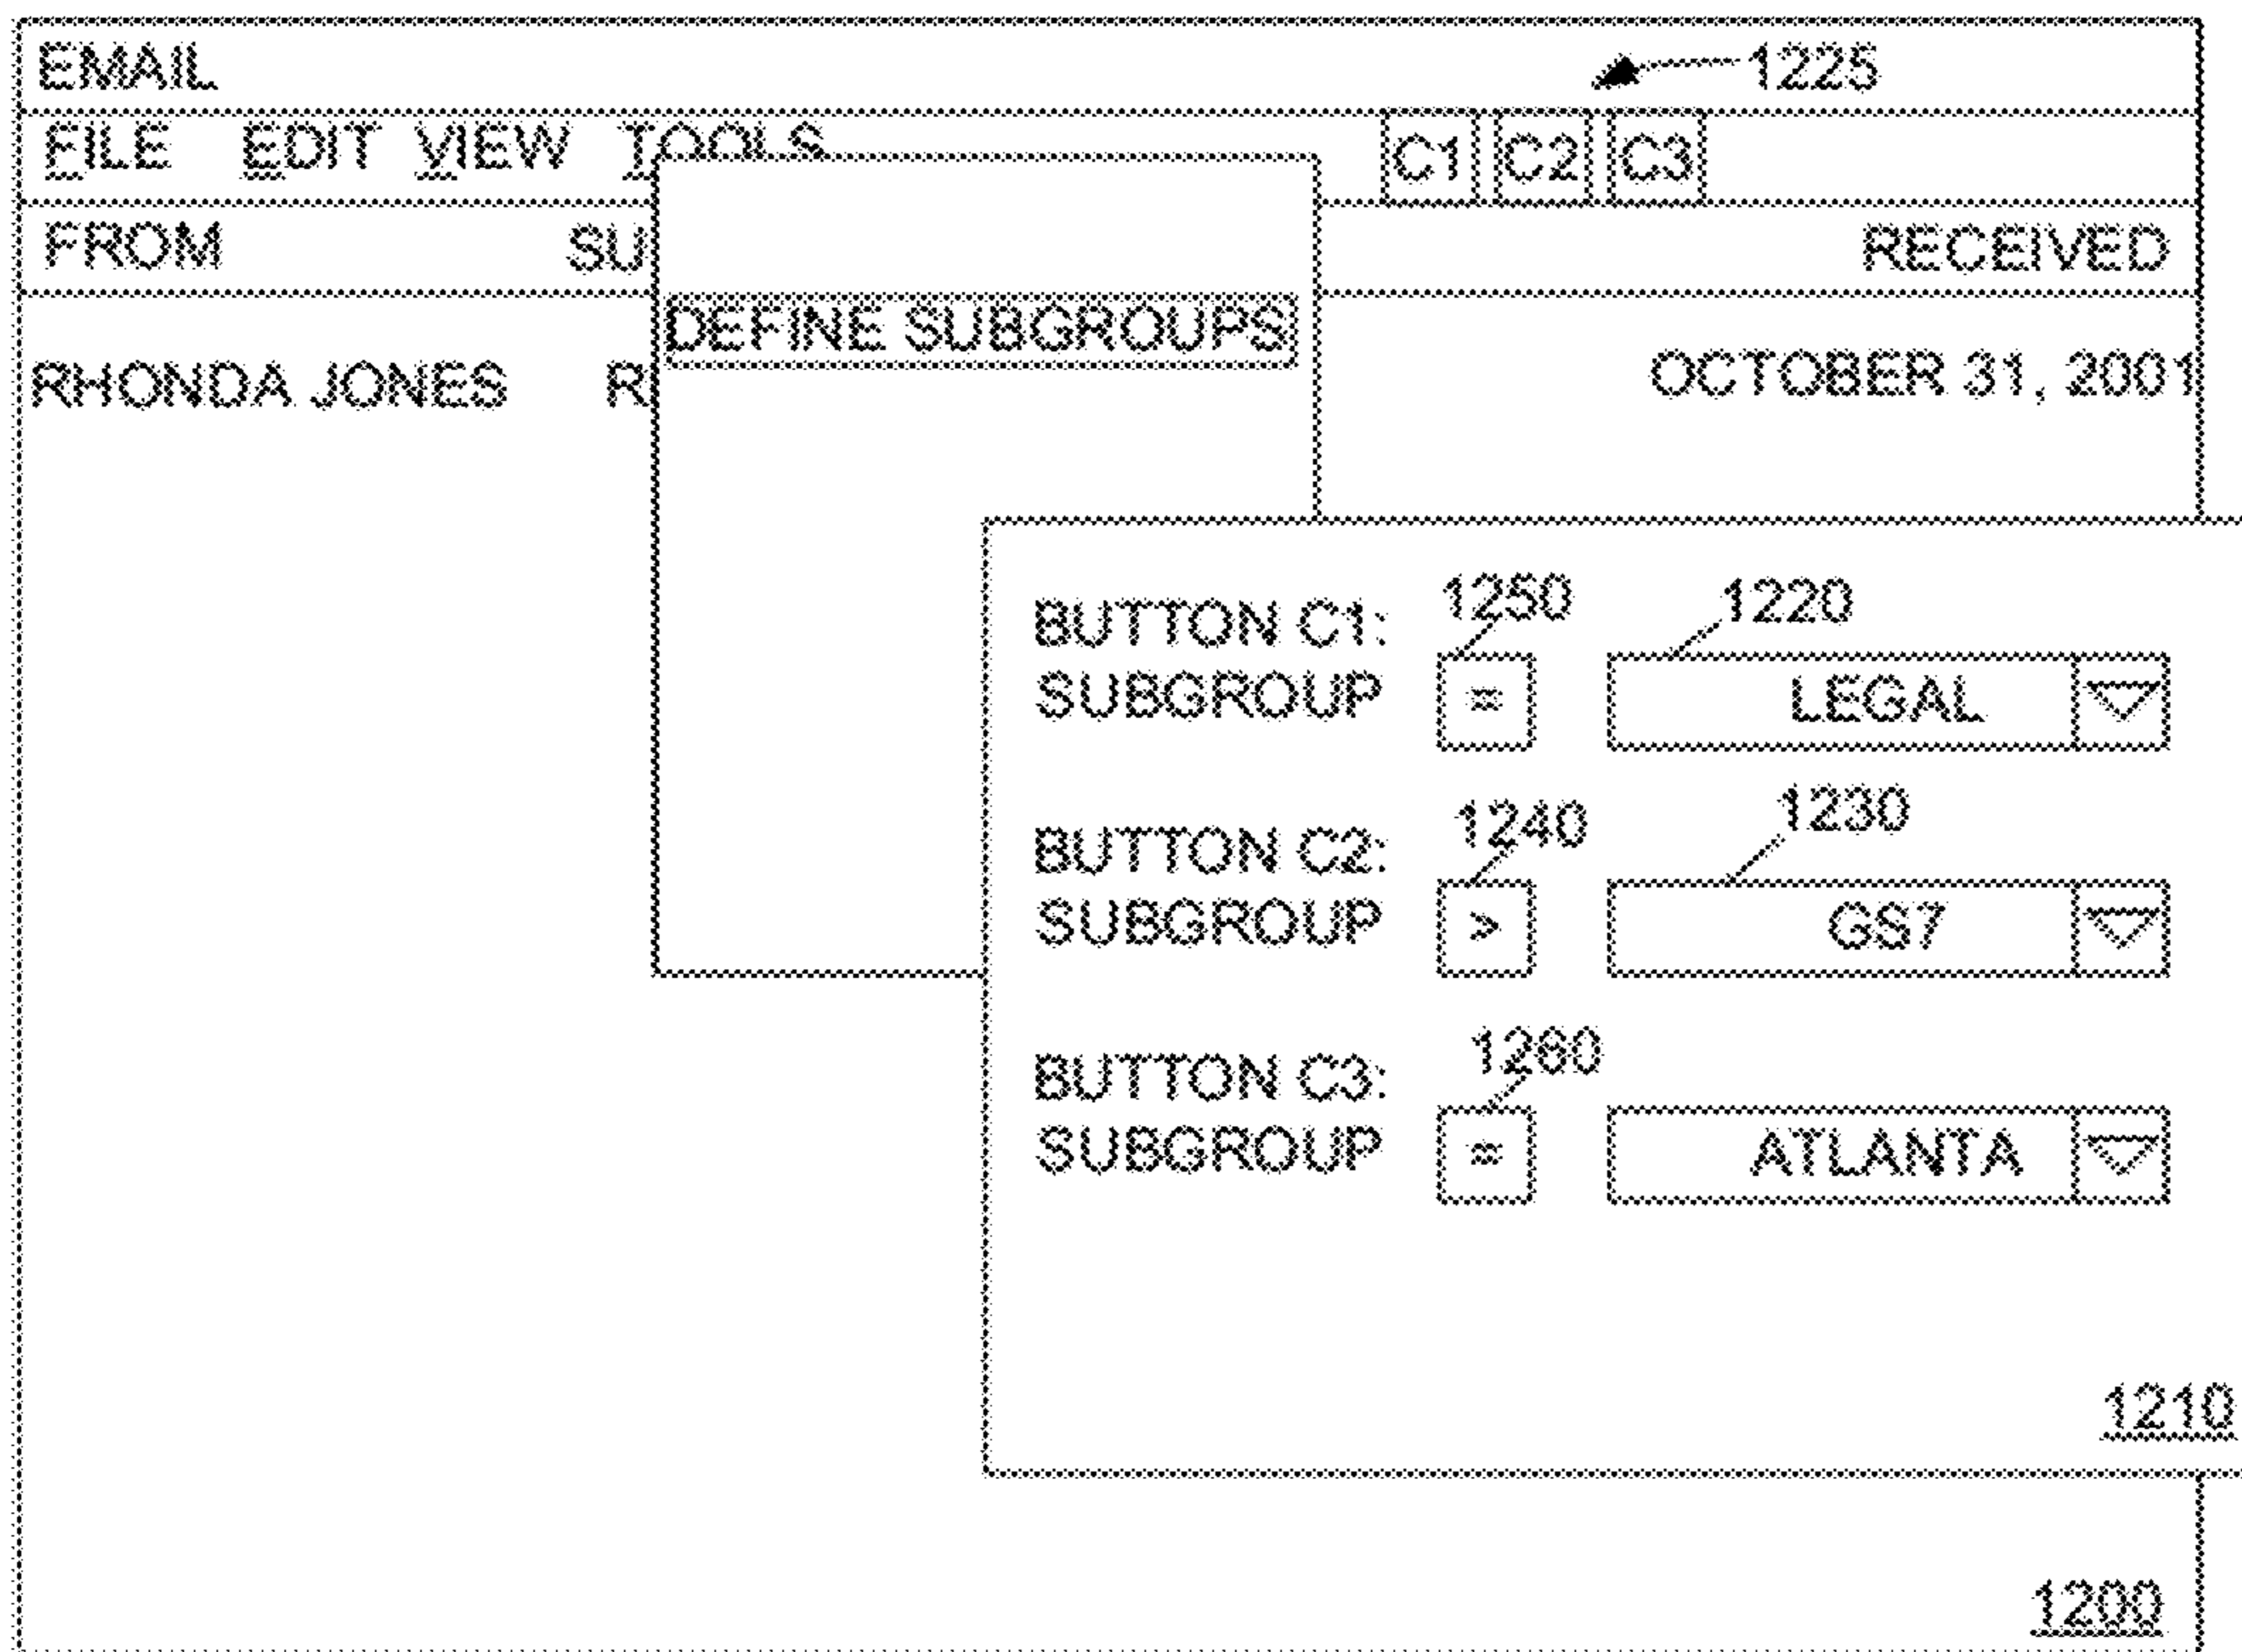 EMAIL 1225
FILE EDIT VIEW TOOLS C1 C2 C3
FROM SU RECEIVED
DEFINE SUBGROUPS
RHONDA JONES R OCTOBER 31, 2001
1250 1220
BUTTON C1:
SUBGROUP = LEGAL
1240 1230
BUTTON C2:
SUBGROUP > GS7
1260
BUTTON C3:
SUBGROUP = ATLANTA
1210
1200